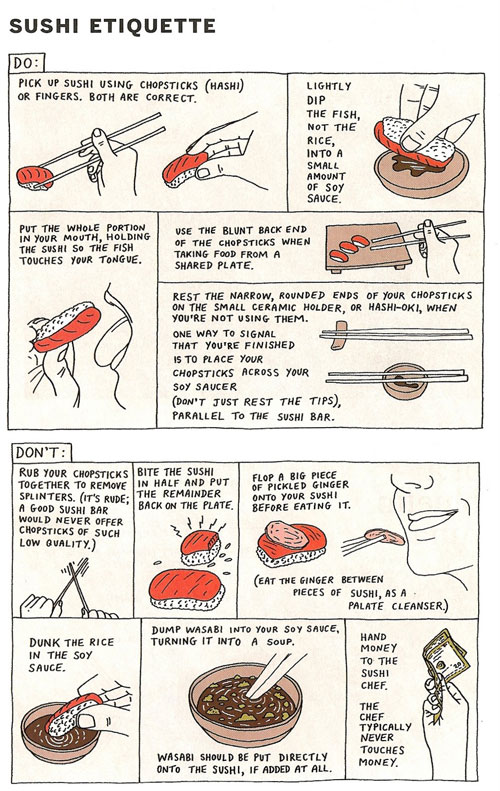 SUSHI ETIQUETTE
DO:
PICK UP SUSHI USING CHOPSTICKS (HASHI)
OR FINGERS. BOTH ARE CORRECT.
LIGHTLY
DIP
THE FISH,
NOT THE
RICE,
INTO A
SMALL
AMOUNT
OF SOY
SAUCE.
PUT THE WHOLE PORTION
IN YOUR MOUTH, HOLDING
THE SUSHI SO THE FISH
TOUCHES YOUR TONGUE.
USE THE BLUNT BACK END
OF THE CHOPSTICKS WHEN
TAKING FOOD FROM A
SHARED PLATE.
REST THE NARROW, ROUNDED ENDS OF YOUR CHOPSTICKS
ON THE SMALL CERAMIC HOLDER, OR HASHI-OKI, WHEN
YOU'RE NOT USING THEM.
ONE WAY TO SIGNAL
THAT YOU'RE FINISHED
IS TO PLACE YOUR
CHOPSTICKS ACROSS YOUR
SOY SAUCER
(DON'T JUST REST THE TIPS),
PARALLEL TO THE SUSHI BAR.
DON'T:
RUB YOUR CHOPSTICKS
TOGETHER TO REMOVE
SPLINTERS. (IT'S RUDE;
A GOOD SUSHI BAR
WOULD NEVER OFFER
CHOPSTICKS OF SUCH
LOW QUALITY.)
BITE THE SUSHI
IN HALF AND PUT
THE REMAINDER
BACK ON THE PLATE.
FLOP A BIG PIECE
OF PICKLED GINGER
ONTO YOUR SUSHI
BEFORE EATING IT.
(EAT THE GINGER BETWEEN
PIECES OF SUSHI, AS A
PALATE CLEANSER.)
DUNK THE RICE
IN THE SOY
SAUCE.
DUMP WASABI INTO YOUR SOY SAUCE,
TURNING IT INTO A SOUP.
WASABI SHOULD BE PUT DIRECTLY
ONTO THE SUSHI, IF ADDED AT ALL.
HAND
MONEY
TO THE
SUSHI
CHEF.
THE
CHEF
TYPICALLY
NEVER
TOUCHES
MONEY.